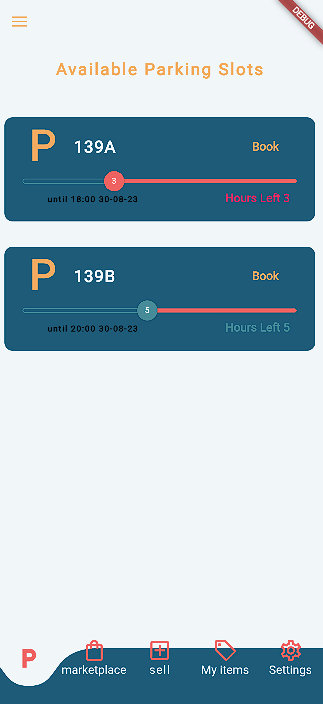 DEBUG
Available Parking Slots
P 139A Book
3
until 18:00 30-08-23 Hours Left 3
P 139B Book
5
until 20:00 30-08-23 Hours Left 5
P
marketplace sell My items Settings